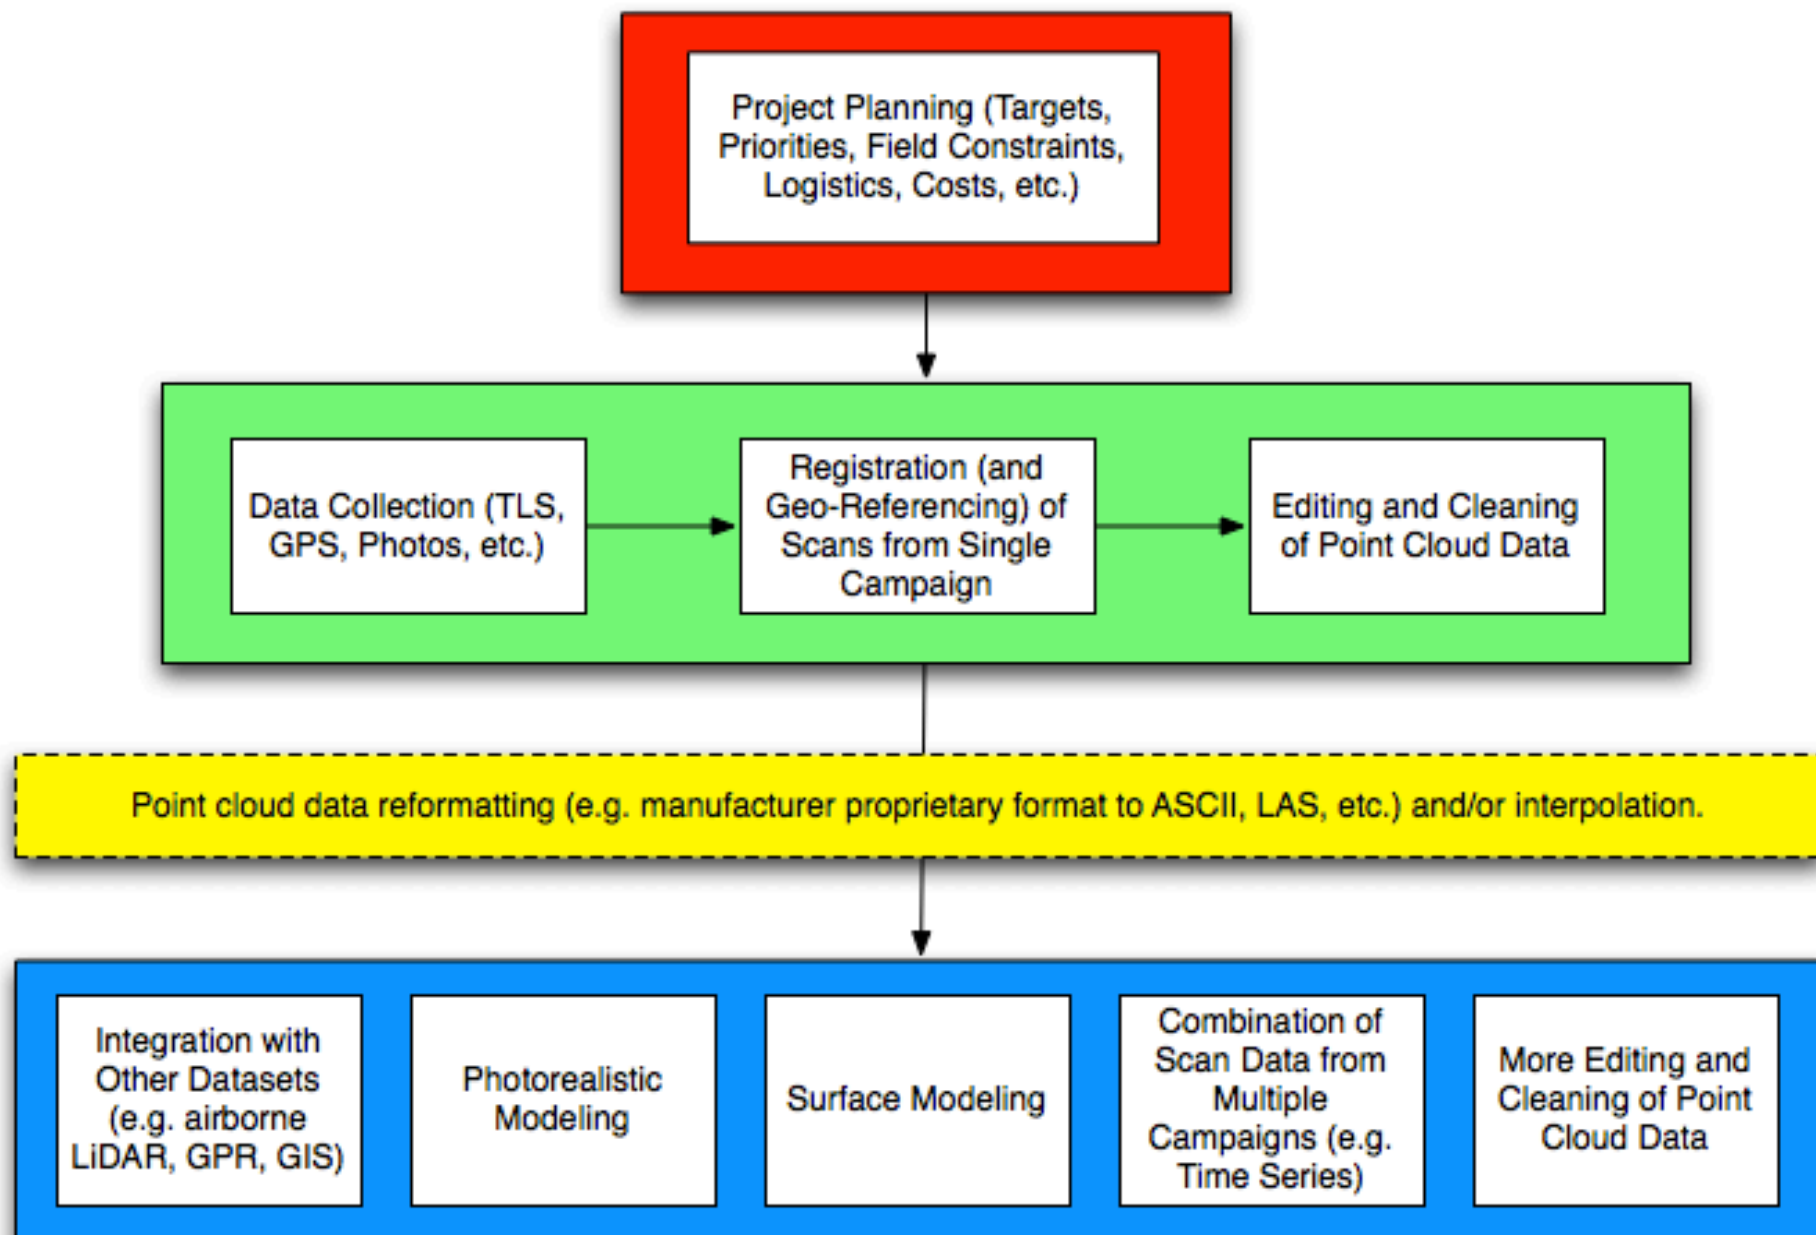 Project Planning (Targets,
Priorities, Field Constraints,
Logistics, Costs, etc.)
Data Collection (TLS,
GPS, Photos, etc.)
Registration (and
Geo-Referencing) of
Scans from Single
Campaign
Editing and Cleaning
of Point Cloud Data
Point cloud data reformatting (e.g. manufacturer proprietary format to ASCII, LAS, etc.) and/or interpolation.
Integration with
Other Datasets
(e.g. airborne
LiDAR, GPR, GIS)
Photorealistic
Modeling
Surface Modeling
Combination of
Scan Data from
Multiple
Campaigns (e.g.
Time Series)
More Editing and
Cleaning of Point
Cloud Data